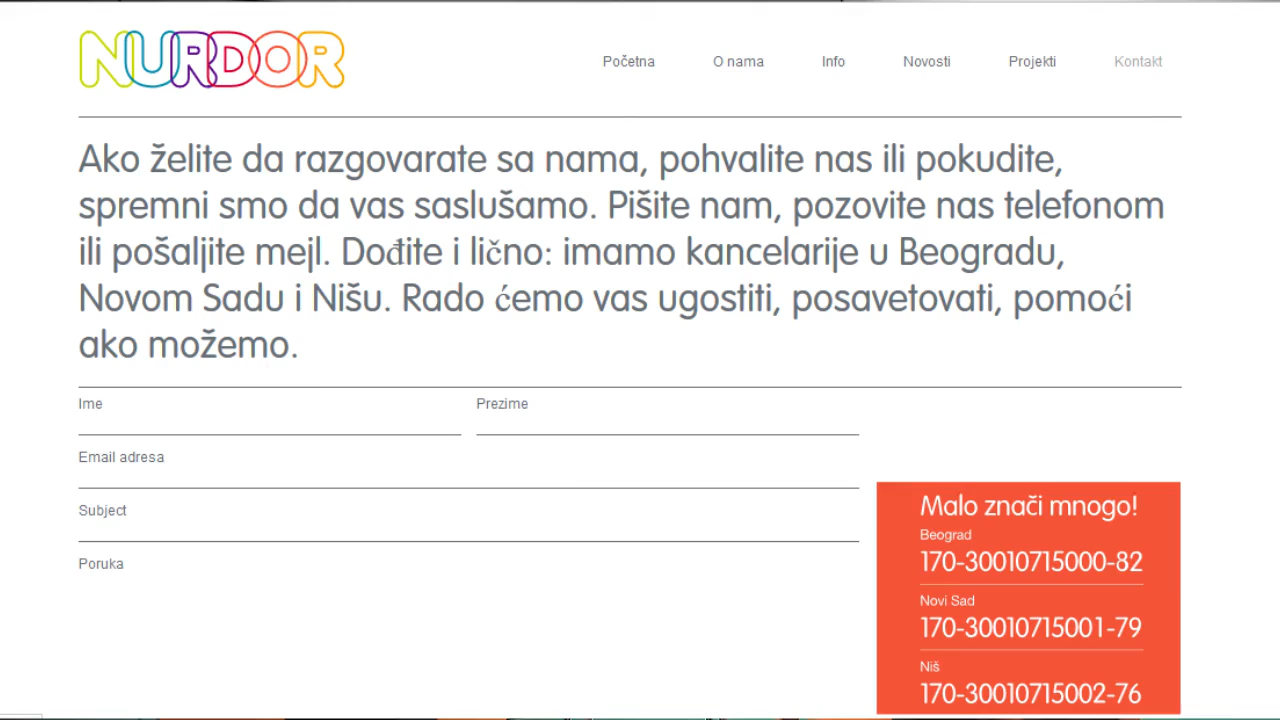 NURDOR
Početna
O nama
Info
Novosti
Projekti
Kontakt
Ako želite da razgovarate sa nama, pohvalite nas ili pokudite,
spremni smo da vas saslušamo. Pišite nam, pozovite nas telefonom
ili pošaljite mejl. Dođite i lično: imamo kancelarije u Beogradu,
Novom Sadu i Nišu. Rado ćemo vas ugostiti, posavetovati, pomoći
ako možemo.
Ime
Prezime
Email adresa
Subject
Poruka
Malo znači mnogo!
Beograd
170-30010715000-82
Novi Sad
170-30010715001-79
Niš
170-30010715002-76